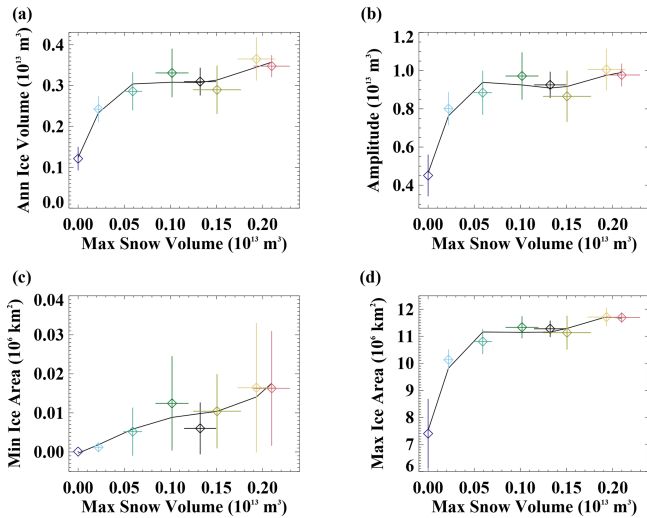 (a)
0.4
0.3
0.2
0.1
0.0
Ann Ice Volume (10¹³ m³)
0.00 0.05 0.10 0.15 0.20
Max Snow Volume (10¹³ m³)
(b)
1.2
1.0
0.8
0.6
0.4
Amplitude (10¹³ m³)
0.00 0.05 0.10 0.15 0.20
Max Snow Volume (10¹³ m³)
(c)
0.04
0.03
0.02
0.01
0.00
Min Ice Area (10⁶ km²)
0.00 0.05 0.10 0.15 0.20
Max Snow Volume (10¹³ m³)
(d)
12
11
10
9
8
7
6
Max Ice Area (10⁶ km²)
0.00 0.05 0.10 0.15 0.20
Max Snow Volume (10¹³ m³)